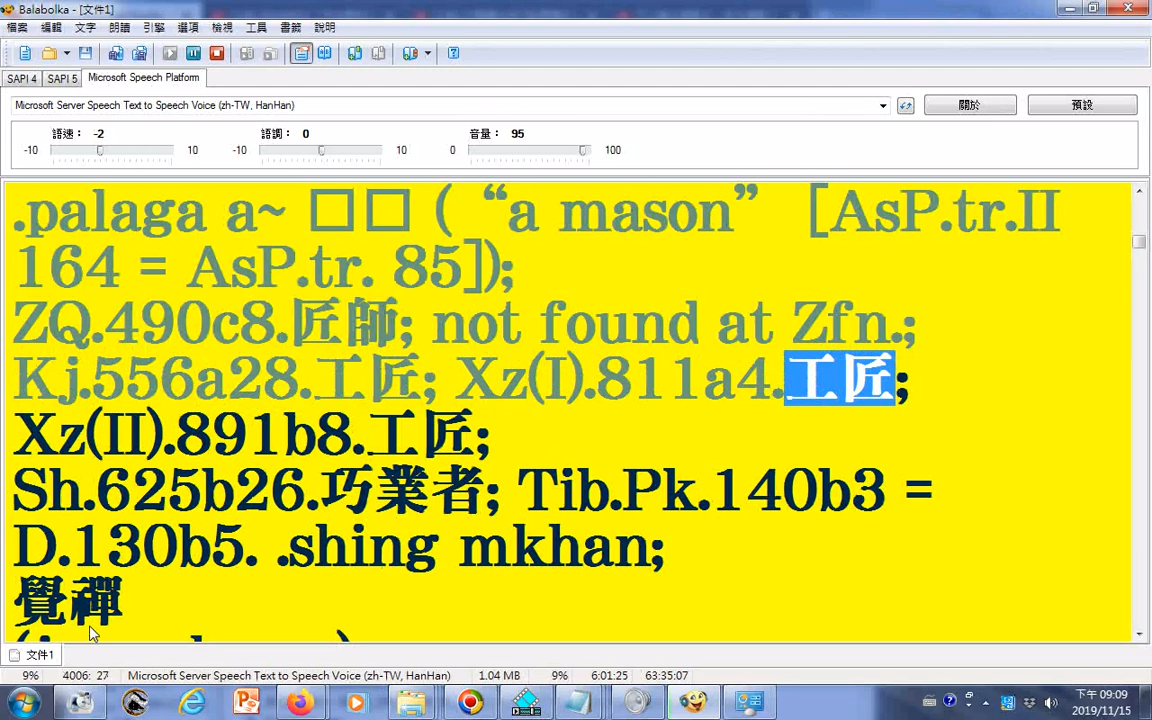 Balabolka - [文件1]
檔案 編輯 文字 朗讀 引擎 選項 檢視 工具 書籤 說明
SAPI 4 SAPI 5 Microsoft Speech Platform
Microsoft Server Speech Text to Speech Voice (zh-TW, HanHan) 關於 預設
語速： -2 語調： 0 音量： 95
-10 10 -10 10 0 100
.palaga a~ □□ (“a mason” [AsP.tr.II
164 = AsP.tr. 85]);
ZQ.490c8.匠師; not found at Zfn.;
Kj.556a28.工匠; Xz(I).811a4.工匠;
Xz(II).891b8.工匠;
Sh.625b26.巧業者; Tib.Pk.140b3 =
D.130b5. .shing mkhan;
覺禪
文件1
9% 4006: 27 Microsoft Server Speech Text to Speech Voice (zh-TW, HanHan) 1.04 MB 9% 6:01:25 63:35:07
下午 09:09
2019/11/15